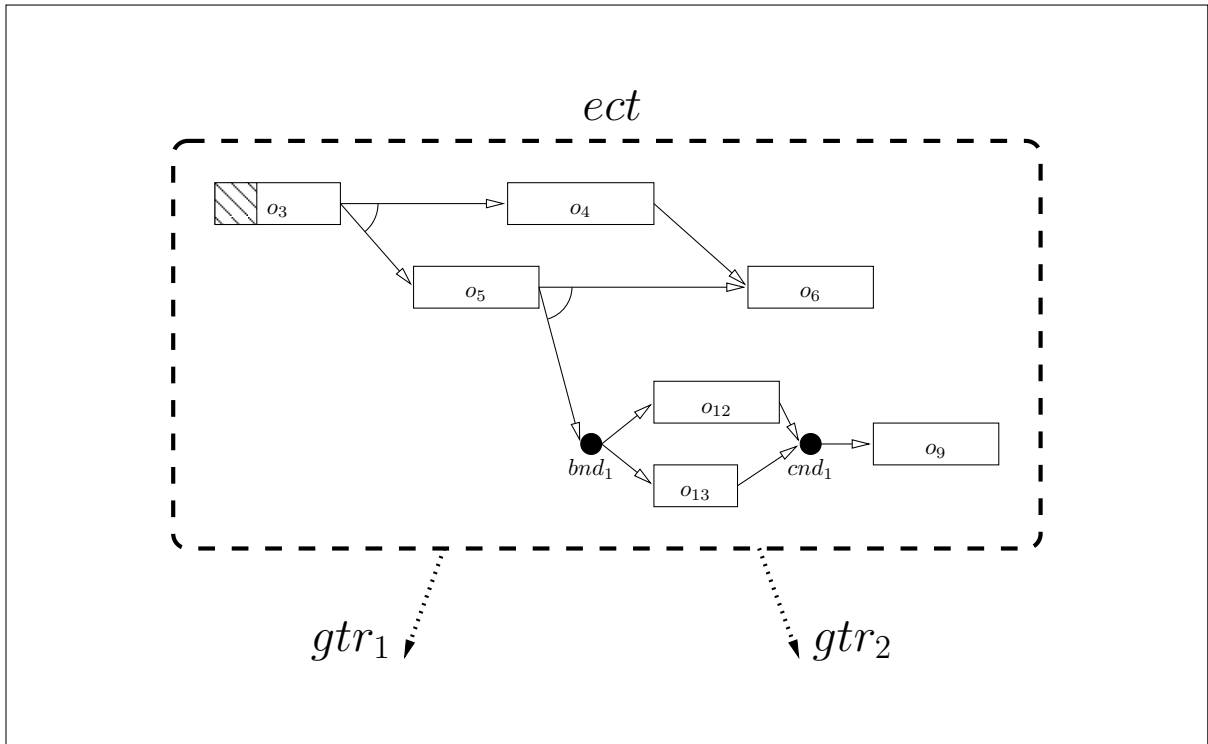 ect
o₃
o₄
o₅
o₆
o₁₂
bnd₁
cnd₁
o₉
o₁₃
gtr₁
gtr₂